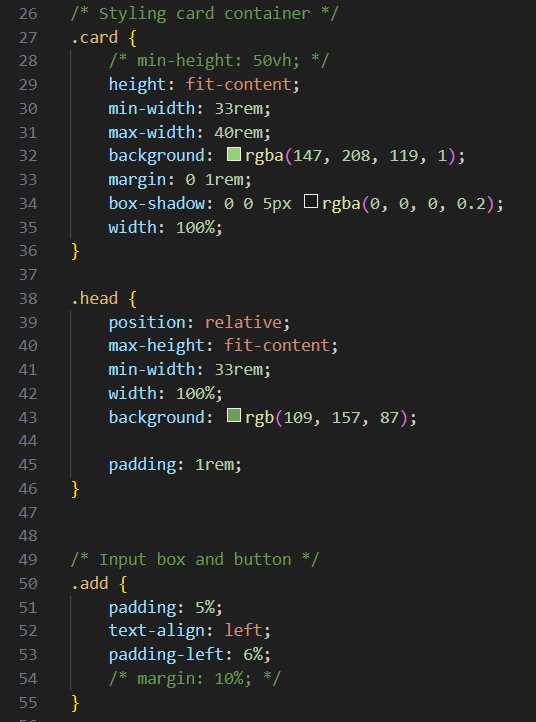 26 /* Styling card container */
27 .card {
28     /* min-height: 50vh; */
29     height: fit-content;
30     min-width: 33rem;
31     max-width: 40rem;
32     background: rgba(147, 208, 119, 1);
33     margin: 0 1rem;
34     box-shadow: 0 0 5px rgba(0, 0, 0, 0.2);
35     width: 100%;
36 }
37
38 .head {
39     position: relative;
40     max-height: fit-content;
41     min-width: 33rem;
42     width: 100%;
43     background: rgb(109, 157, 87);
44
45     padding: 1rem;
46 }
47
48
49 /* Input box and button */
50 .add {
51     padding: 5%;
52     text-align: left;
53     padding-left: 6%;
54     /* margin: 10%; */
55 }